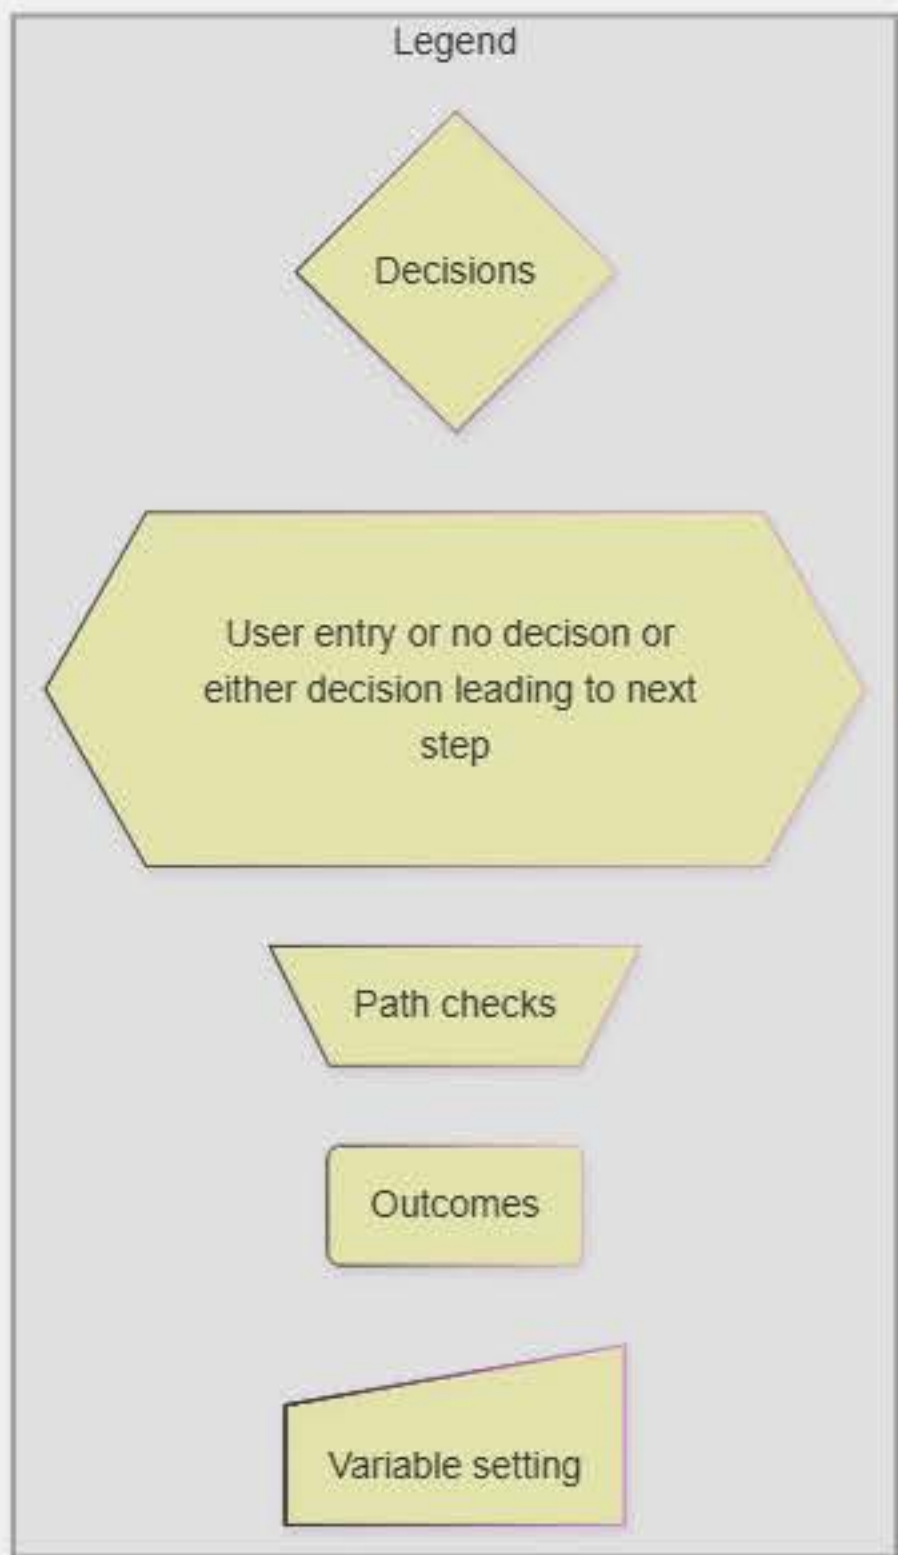 Legend
Decisions
User entry or no decison or
either decision leading to next
step
Path checks
Outcomes
Variable setting